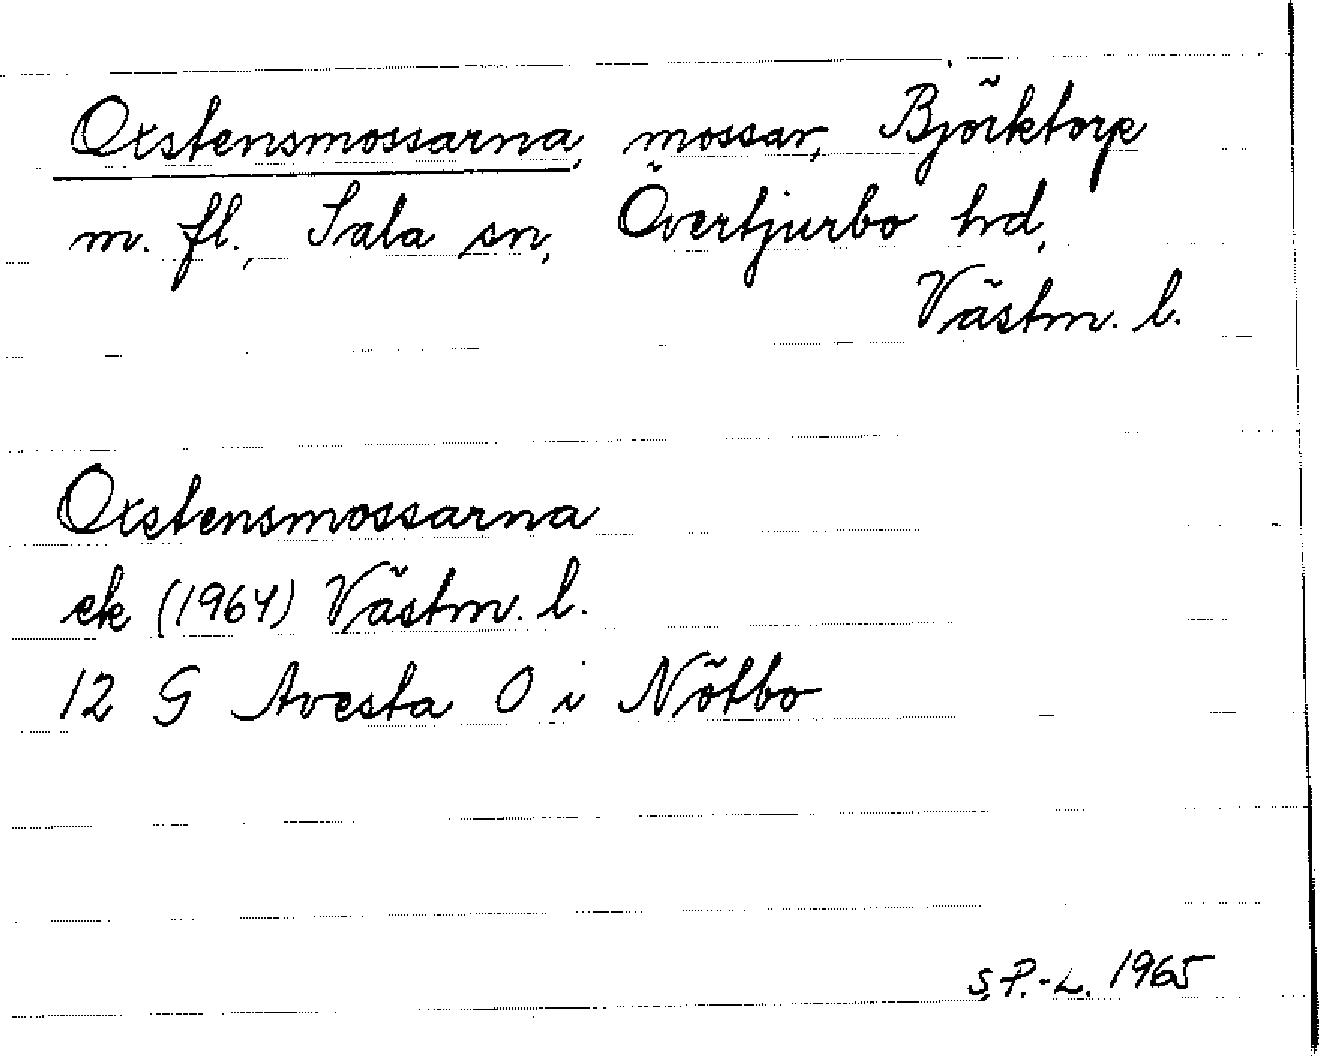 Oxstensmossarna, mossar, Björktorp
m. fl., Sala sn, Övertjurbo hd,
Västm. l.
Oxstensmossarna
ek (1964) Västm. l.
12 G Avesta O i Nötbo
S.P.-L. 1965